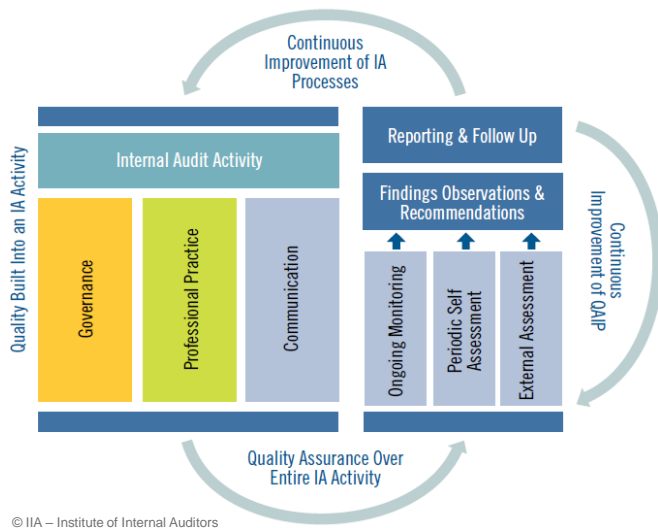 Continuous
Improvement of IA
Processes
Quality Built Into an IA Activity
Internal Audit Activity
Governance
Professional Practice
Communication
Reporting & Follow Up
Findings Observations &
Recommendations
Ongoing Monitoring
Periodic Self
Assessment
External Assessment
Continuous
Improvement of QAIP
Quality Assurance Over
Entire IA Activity
© IIA – Institute of Internal Auditors